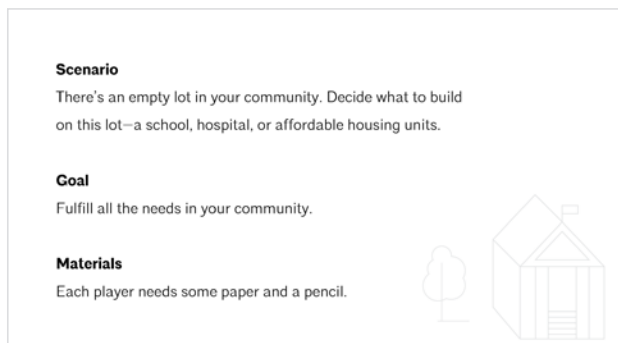 Scenario
There's an empty lot in your community. Decide what to build
on this lot—a school, hospital, or affordable housing units.
Goal
Fulfill all the needs in your community.
Materials
Each player needs some paper and a pencil.